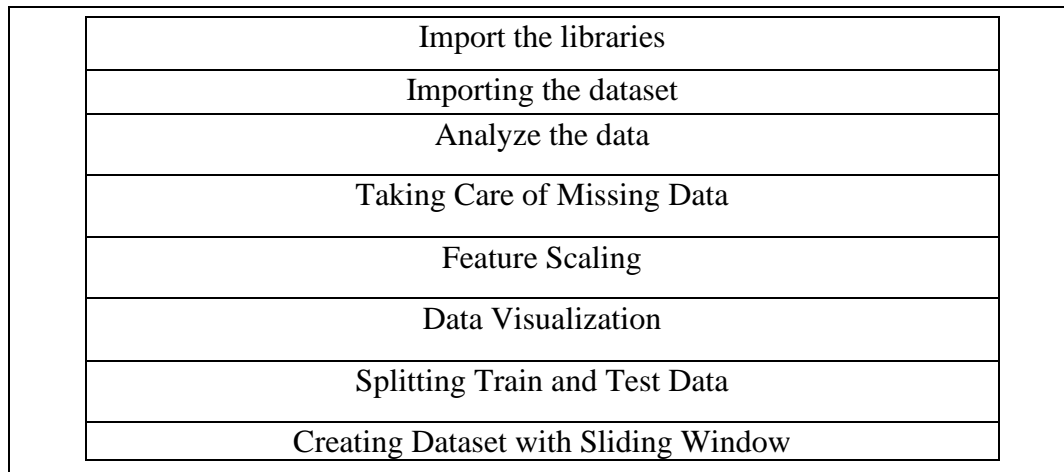 Import the libraries
Importing the dataset
Analyze the data
Taking Care of Missing Data
Feature Scaling
Data Visualization
Splitting Train and Test Data
Creating Dataset with Sliding Window